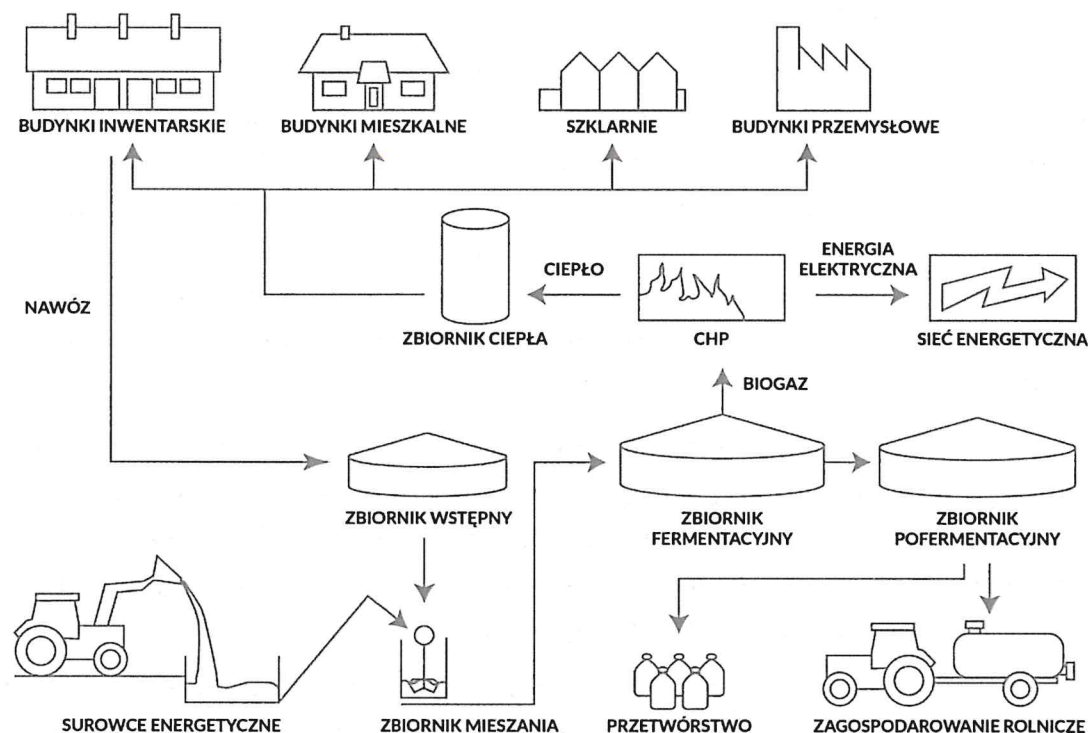 BUDYNKI INWENTARSKIE
BUDYNKI MIESZKALNE
SZKLARNIE
BUDYNKI PRZEMYSŁOWE
NAWÓZ
CIEPŁO
ENERGIA
ELEKTRYCZNA
ZBIORNIK CIEPŁA
CHP
SIEĆ ENERGETYCZNA
BIOGAZ
ZBIORNIK WSTĘPNY
ZBIORNIK
FERMENTACYJNY
ZBIORNIK
POFERMENTACYJNY
SUROWCE ENERGETYCZNE
ZBIORNIK MIESZANIA
PRZETWÓRSTWO
ZAGOSPODAROWANIE ROLNICZE